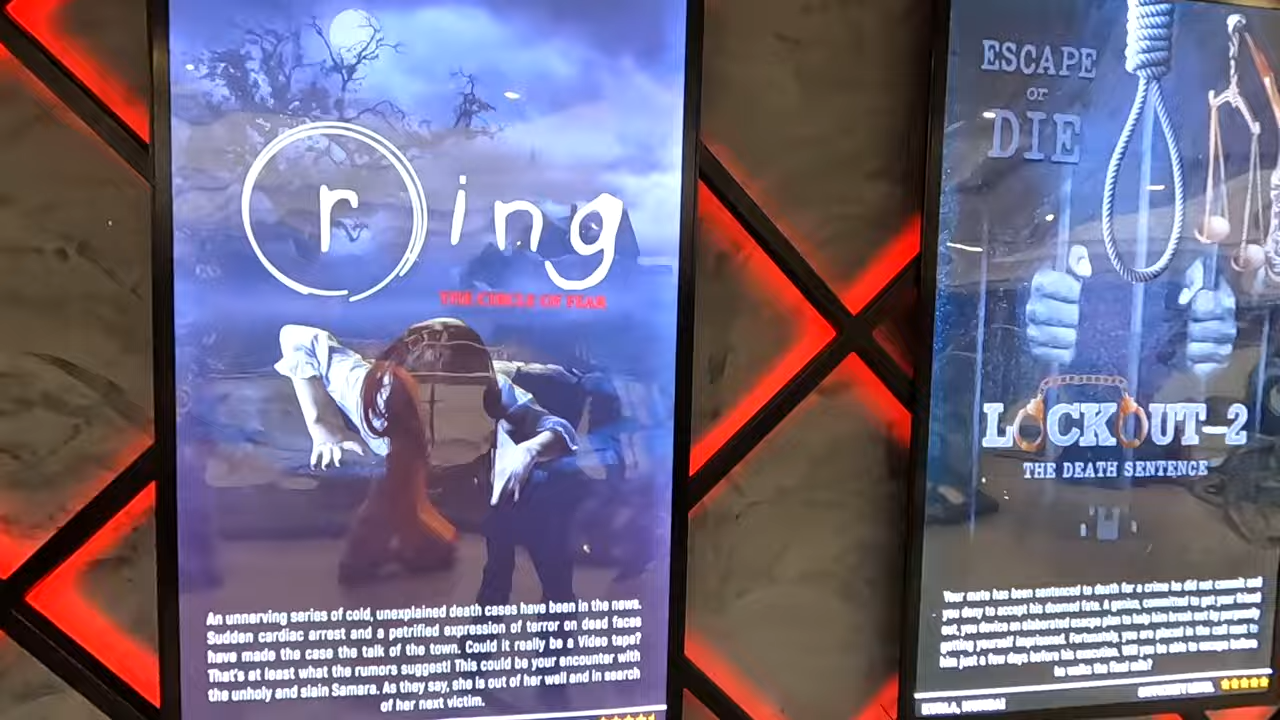 ring
THE CIRCLE OF FEAR
An unnerving series of cold, unexplained death cases have been in the news.
Sudden cardiac arrest and a petrified expression of terror on dead faces
have made the case the talk of the town. Could it really be a Video tape?
That's at least what the rumors suggest! This could be your encounter with
the unholy and slain Samara. As they say, she is out of her well and in search
of her next victim.
ESCAPE
or
DIE
LOCKOUT-2
THE DEATH SENTENCE
Your mate has been sentenced to death for a crime he did not commit and
you deny to accept his doomed fate. A genius, committed to get your friend
out, you device an elaborated escape plan to help him break out by purposely
getting yourself imprisoned. Fortunately, you are placed in the cell next to
him just a few days before his execution. Will you be able to escape before
he walks the final mile?
KURLA, MUMBAI
DIFFICULTY LEVEL